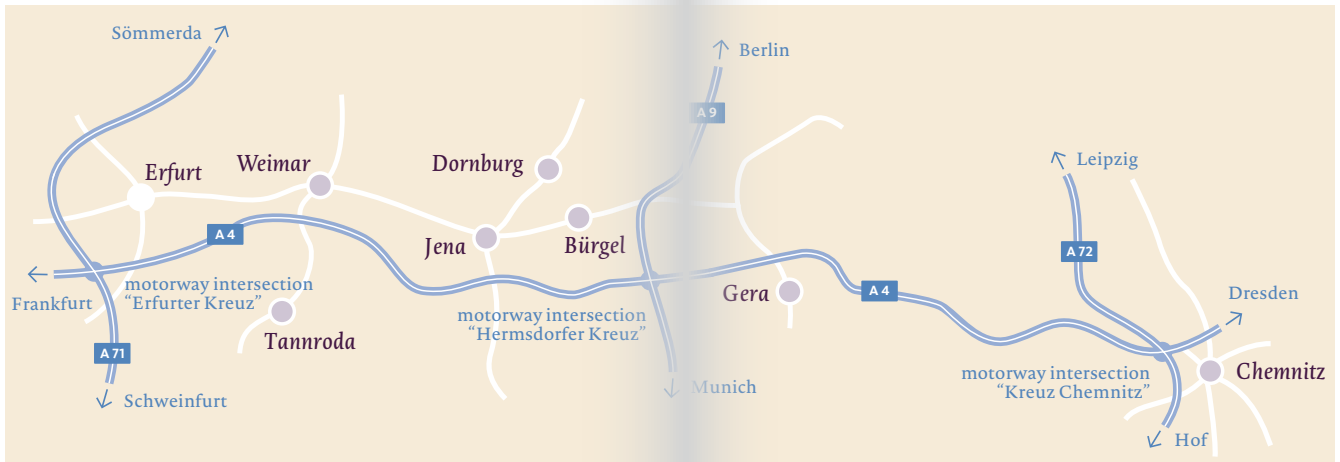 Sömmerda
Berlin
A 9
Erfurt
Weimar
Dornburg
Leipzig
A 4
Jena
Bürgel
A 72
Frankfurt
motorway intersection
“Erfurter Kreuz”
Gera
A 4
Dresden
motorway intersection
“Hermsdorfer Kreuz”
Tannroda
A 71
motorway intersection
“Kreuz Chemnitz”
Chemnitz
Schweinfurt
Munich
Hof